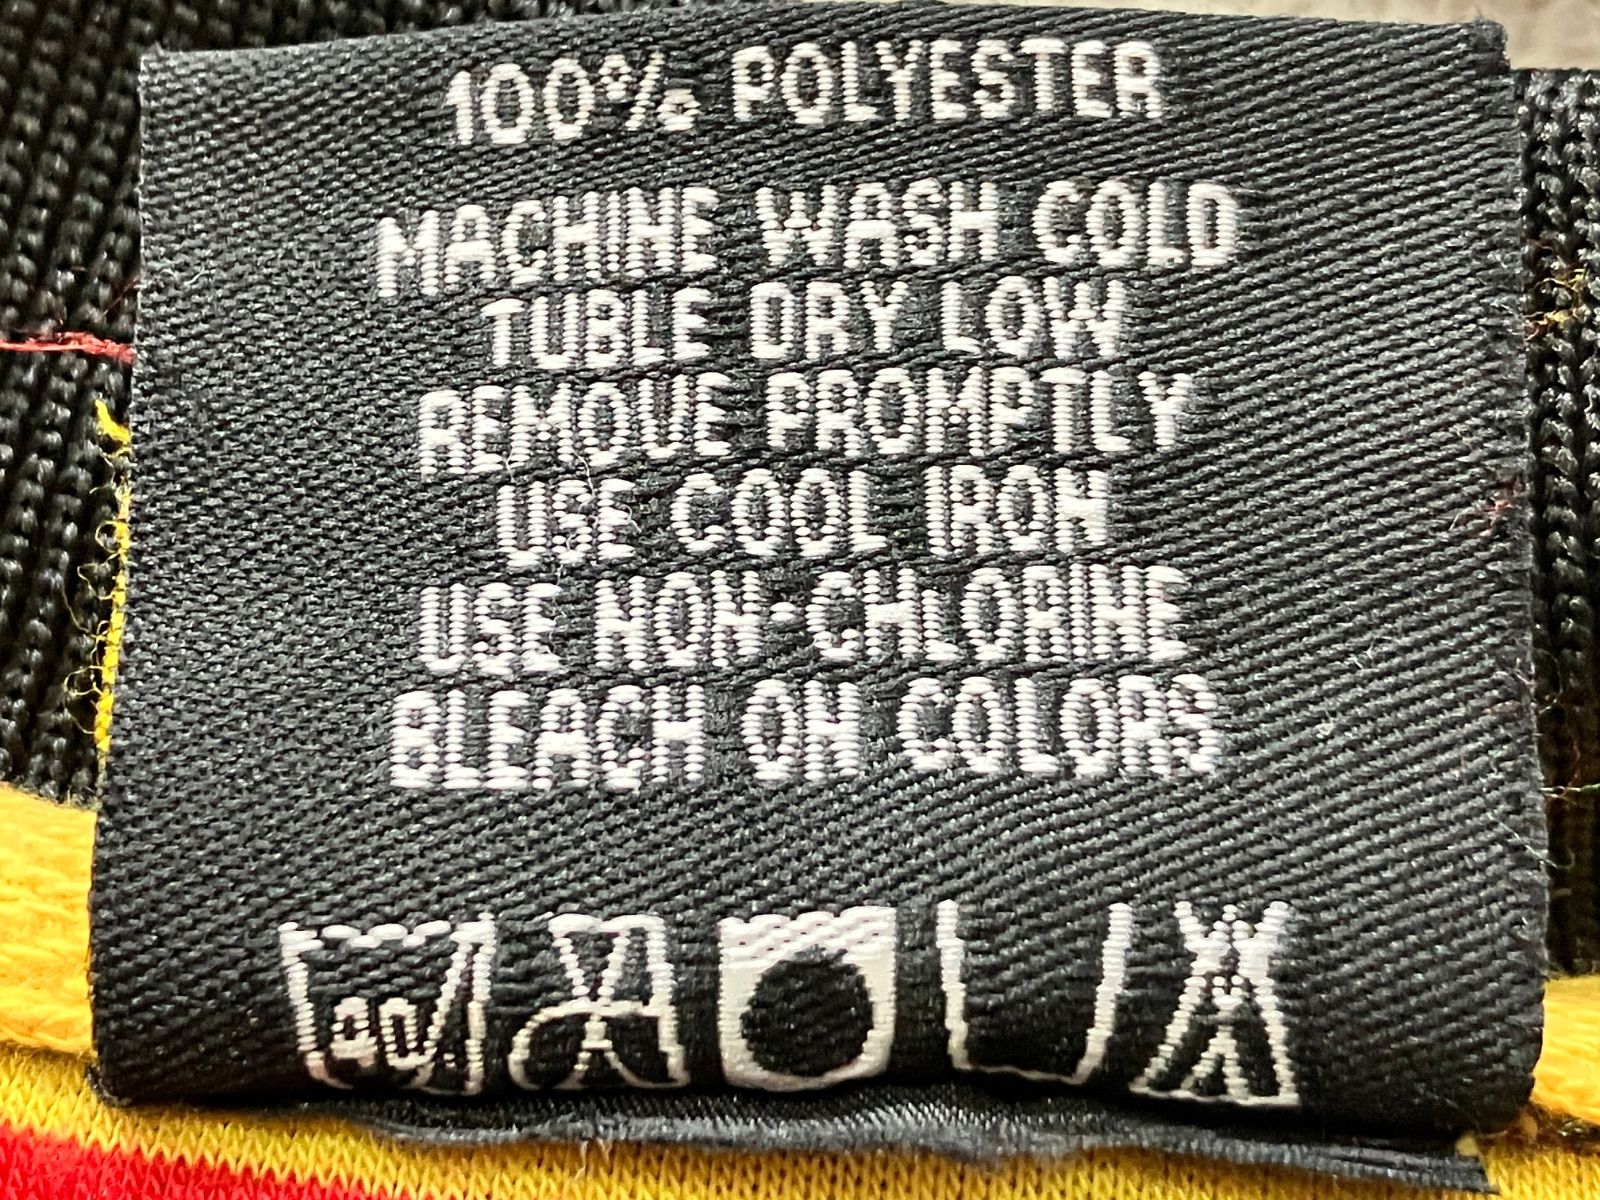 100% POLYESTER
MACHINE WASH COLD
TUBLE DRY LOW
REMOVE PROMPTLY
USE COOL IRON
USE NON-CHLORINE
BLEACH ON COLORS